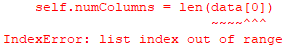 self.numColumns = len(data[0])
~~~~^^^
IndexError: list index out of range